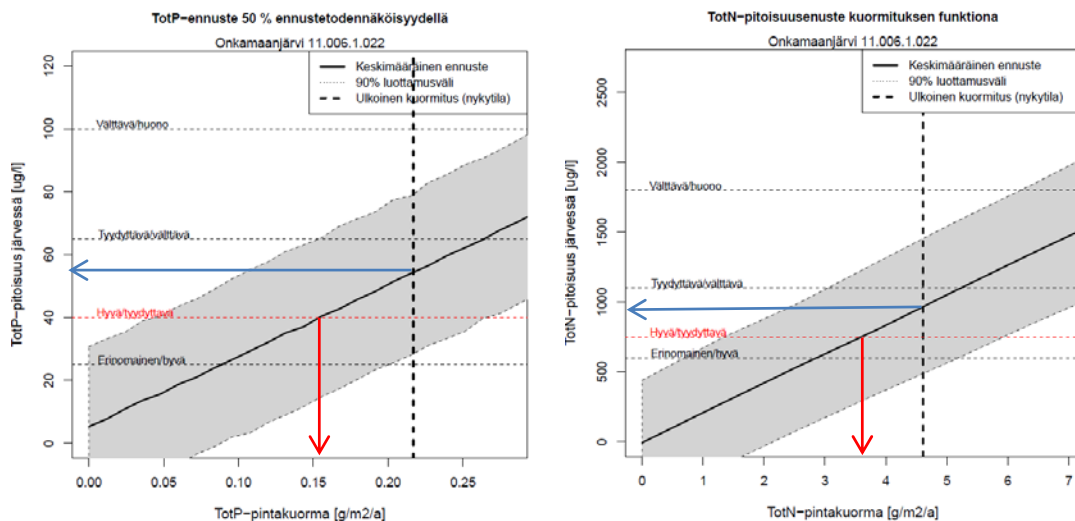 TotP−ennuste 50 % ennustetodennäköisyydellä
Onkamaanjärvi 11.006.1.022
Keskimääräinen ennuste
90% luottamusväli
Ulkoinen kuormitus (nykytila)
Välttävä/huono
Tyydyttävä/välttävä
Hyvä/tyydyttävä
Erinomainen/hyvä
TotP−pitoisuus järvessä [ug/l]
120
100
80
60
40
20
0
0.00 0.05 0.10 0.15 0.20 0.25
TotP−pintakuorma [g/m2/a]
TotN−pitoisuusenuste kuormituksen funktiona
Onkamaanjärvi 11.006.1.022
Keskimääräinen ennuste
90% luottamusväli
Ulkoinen kuormitus (nykytila)
Välttävä/huono
Tyydyttävä/välttävä
Hyvä/tyydyttävä
Erinomainen/hyvä
TotN−pitoisuus järvessä [ug/l]
2500
2000
1500
1000
500
0
0 1 2 3 4 5 6 7
TotN−pintakuorma [g/m2/a]